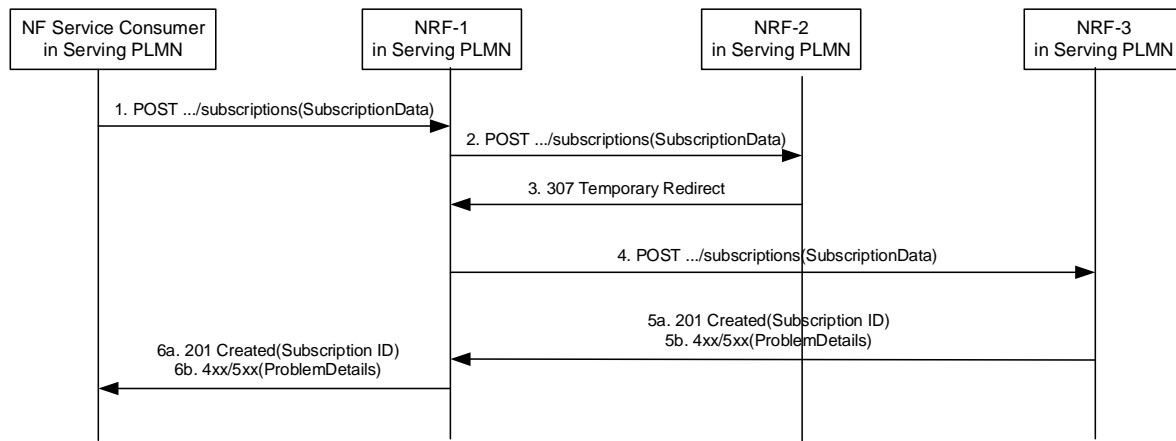 NF Service Consumer
in Serving PLMN
NRF-1
in Serving PLMN
NRF-2
in Serving PLMN
NRF-3
in Serving PLMN
1. POST .../subscriptions(SubscriptionData)
2. POST .../subscriptions(SubscriptionData)
3. 307 Temporary Redirect
4. POST .../subscriptions(SubscriptionData)
5a. 201 Created(Subscription ID)
5b. 4xx/5xx(ProblemDetails)
6a. 201 Created(Subscription ID)
6b. 4xx/5xx(ProblemDetails)